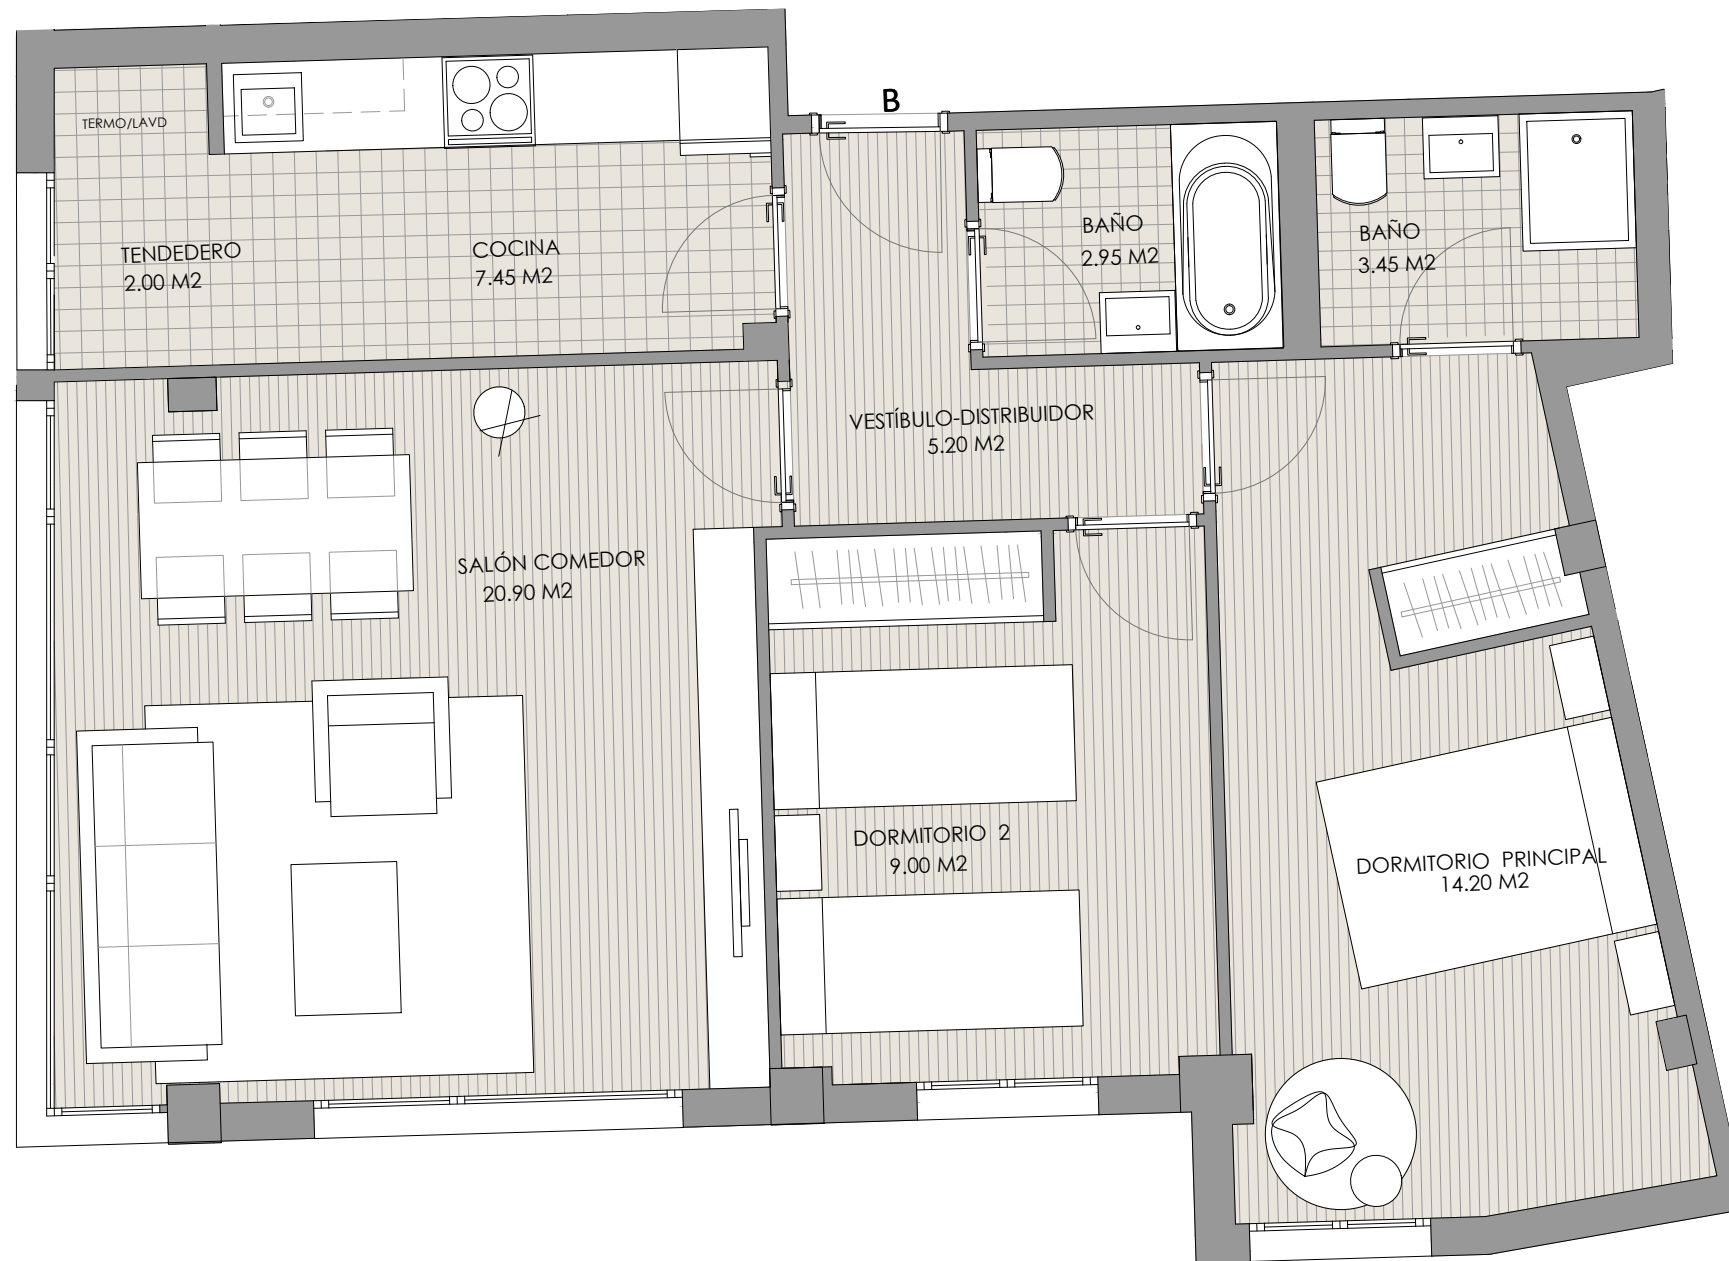 B
TERMO/LAVD
TENDEDERO
2.00 M2
COCINA
7.45 M2
BAÑO
2.95 M2
BAÑO
3.45 M2
VESTÍBULO-DISTRIBUIDOR
5.20 M2
SALÓN COMEDOR
20.90 M2
DORMITORIO 2
9.00 M2
DORMITORIO PRINCIPAL
14.20 M2